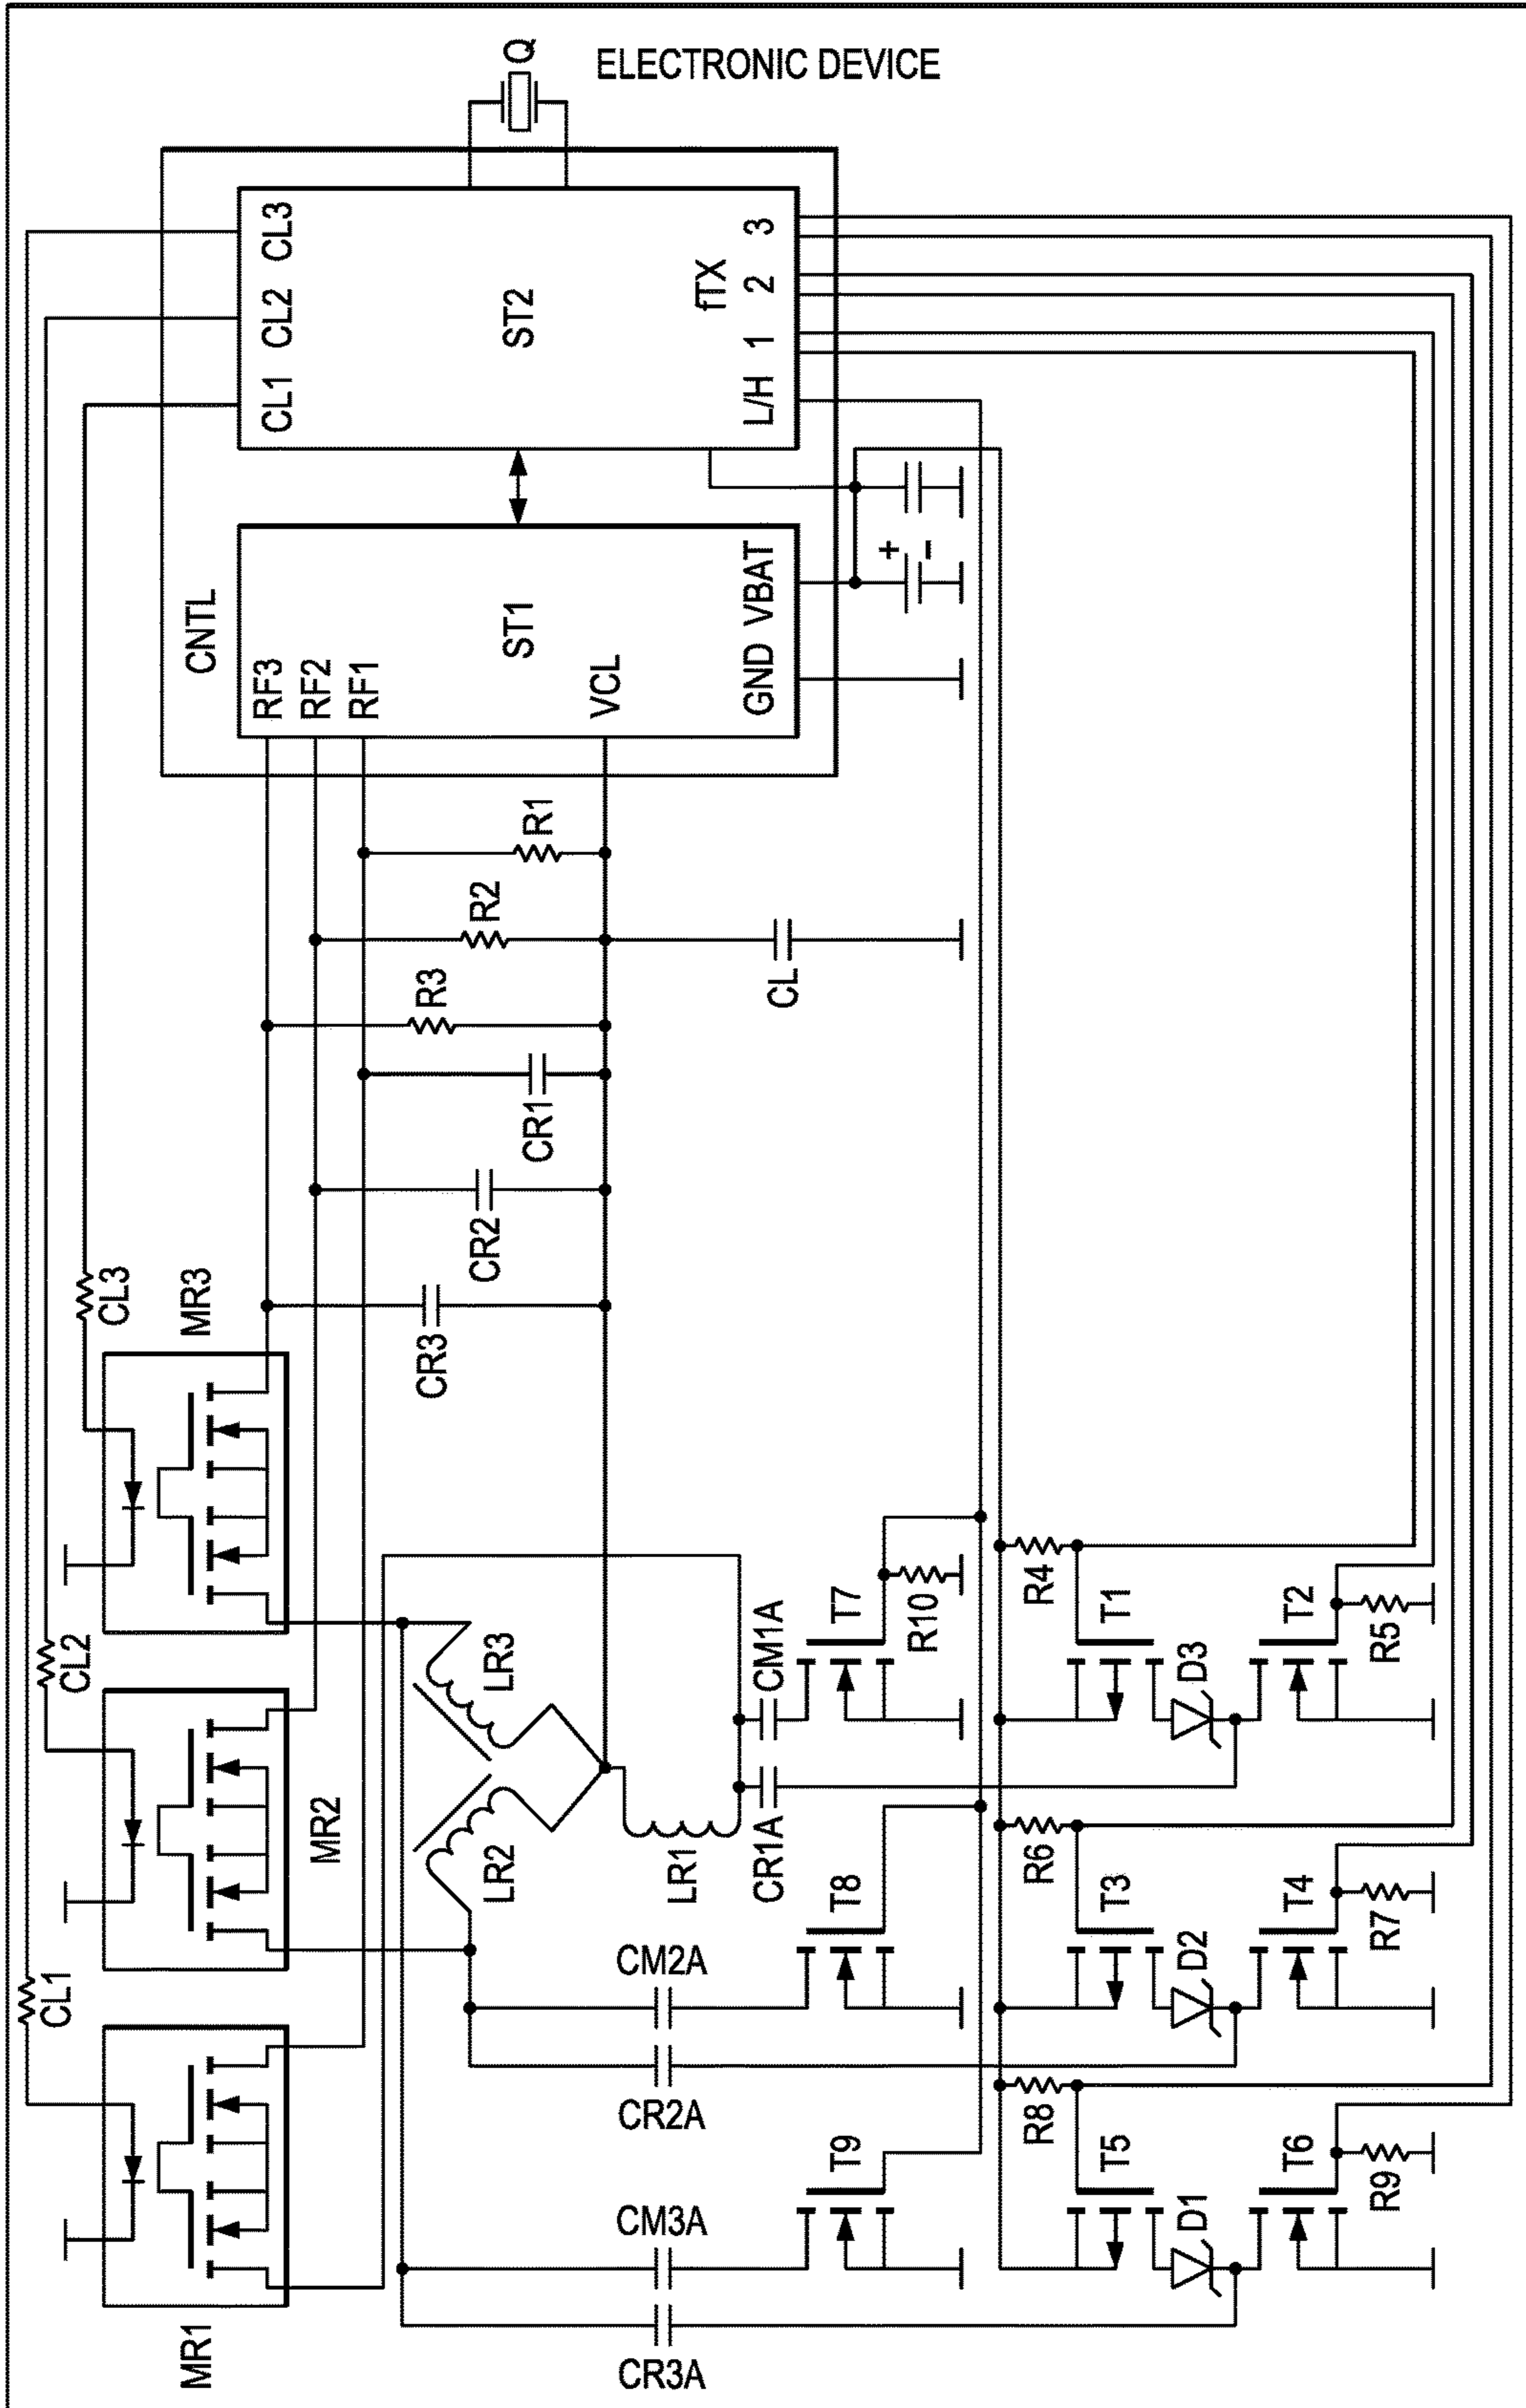 ELECTRONIC DEVICE
Q
CL1
CL2
CL3
ST2
fTX
L/H
1
2
3
CNTL
RF3
RF2
RF1
ST1
VCL
GND
VBAT
+
-
R1
R2
R3
CL
CR1
CR2
CR3
CL3
MR3
CL2
MR2
CL1
MR1
LR3
LR2
LR1
CM1A
CR1A
CM2A
CR2A
CM3A
CR3A
T7
R10
T8
T9
R4
T1
D3
T2
R5
R6
T3
D2
T4
R7
R8
T5
D1
T6
R9